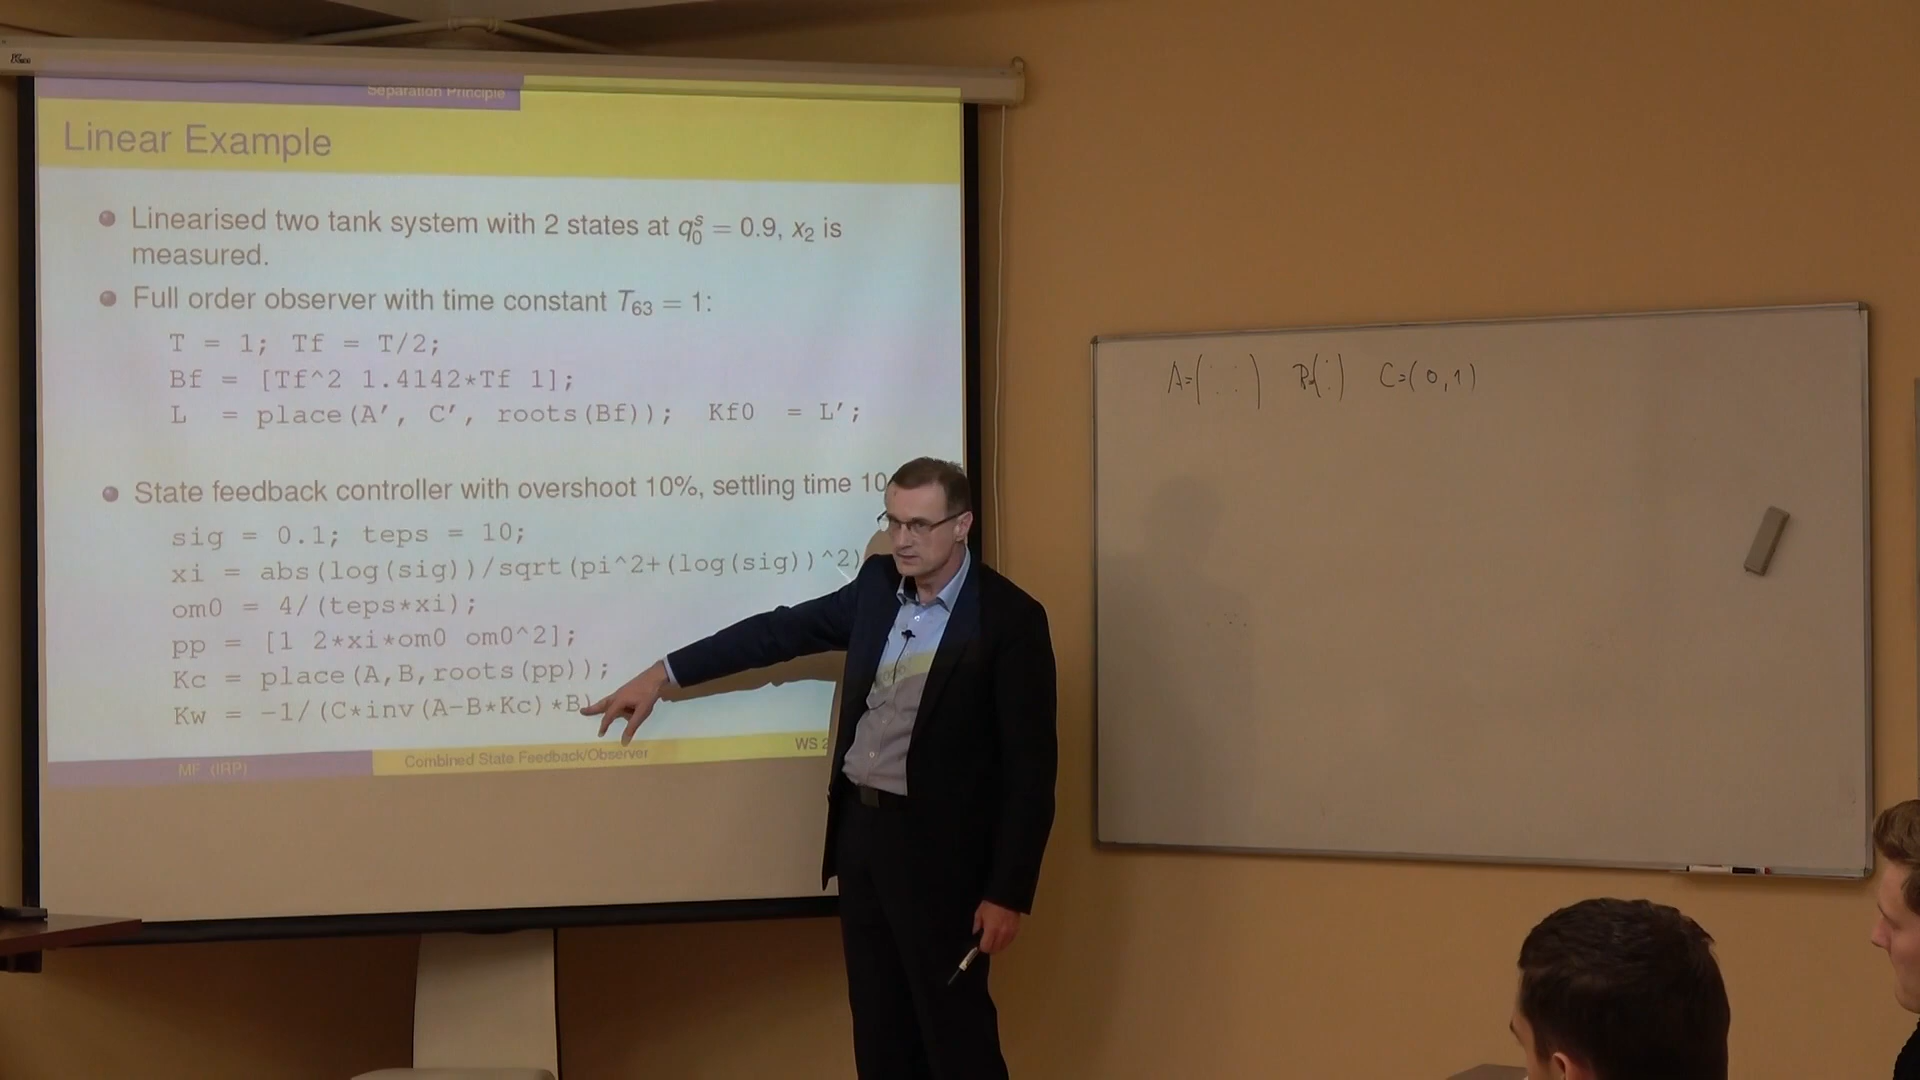 Separation Principle
Linear Example
Linearised two tank system with 2 states at q₀ˢ = 0.9, x₂ is
measured.
Full order observer with time constant T₆₃ = 1:
T = 1; Tf = T/2;
Bf = [Tf^2 1.4142*Tf 1];
L = place(A', C', roots(Bf)); Kf0 = L';
State feedback controller with overshoot 10%, settling time 10
sig = 0.1; teps = 10;
xi = abs(log(sig))/sqrt(pi^2+(log(sig))^2)
om0 = 4/(teps*xi);
pp = [1 2*xi*om0 om0^2];
Kc = place(A,B,roots(pp));
Kw = -1/(C*inv(A-B*Kc)*B)
MF (IRP)
Combined State Feedback/Observer
WS 2
A=(: :) B=(:) C=(0,1)